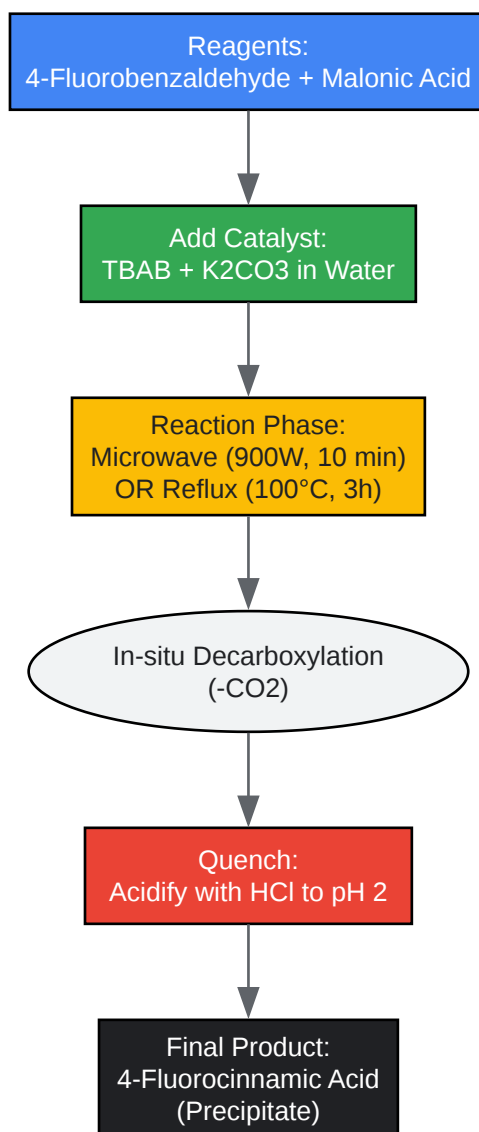 Reagents:
4-Fluorobenzaldehyde + Malonic Acid
Add Catalyst:
TBAB + K2CO3 in Water
Reaction Phase:
Microwave (900W, 10 min)
OR Reflux (100°C, 3h)
In-situ Decarboxylation
(-CO2)
Quench:
Acidify with HCl to pH 2
Final Product:
4-Fluorocinnamic Acid
(Precipitate)